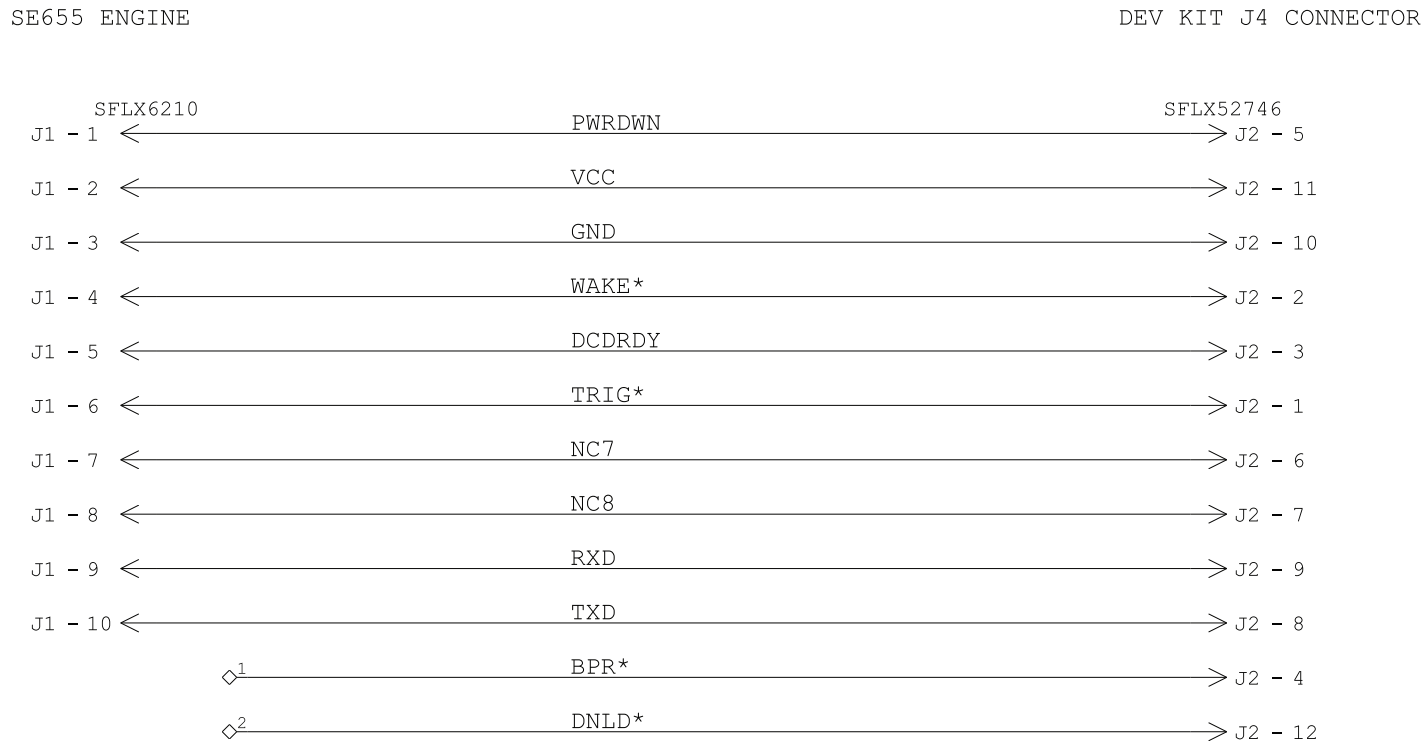 SE655 ENGINE DEV KIT J4 CONNECTOR
SFLX6210 SFLX52746
J1 - 1 PWRDWN J2 - 5
J1 - 2 VCC J2 - 11
J1 - 3 GND J2 - 10
J1 - 4 WAKE* J2 - 2
J1 - 5 DCDRDY J2 - 3
J1 - 6 TRIG* J2 - 1
J1 - 7 NC7 J2 - 6
J1 - 8 NC8 J2 - 7
J1 - 9 RXD J2 - 9
J1 - 10 TXD J2 - 8
1 BPR* J2 - 4
2 DNLD* J2 - 12